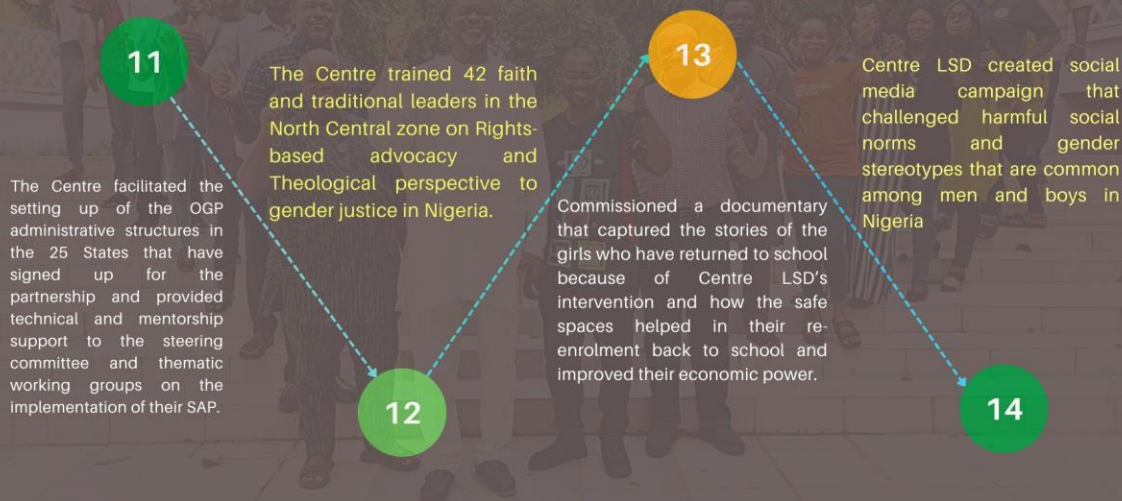 11
The Centre facilitated the
setting up of the OGP
administrative structures in
the 25 States that have
signed up for the
partnership and provided
technical and mentorship
support to the steering
committee and thematic
working groups on the
implementation of their SAP.
The Centre trained 42 faith
and traditional leaders in the
North Central zone on Rights-
based advocacy and
Theological perspective to
gender justice in Nigeria.
12
13
Commissioned a documentary
that captured the stories of the
girls who have returned to school
because of Centre LSD's
intervention and how the safe
spaces helped in their re-
enrolment back to school and
improved their economic power.
Centre LSD created social
media campaign that
challenged harmful social
norms and gender
stereotypes that are common
among men and boys in
Nigeria
14